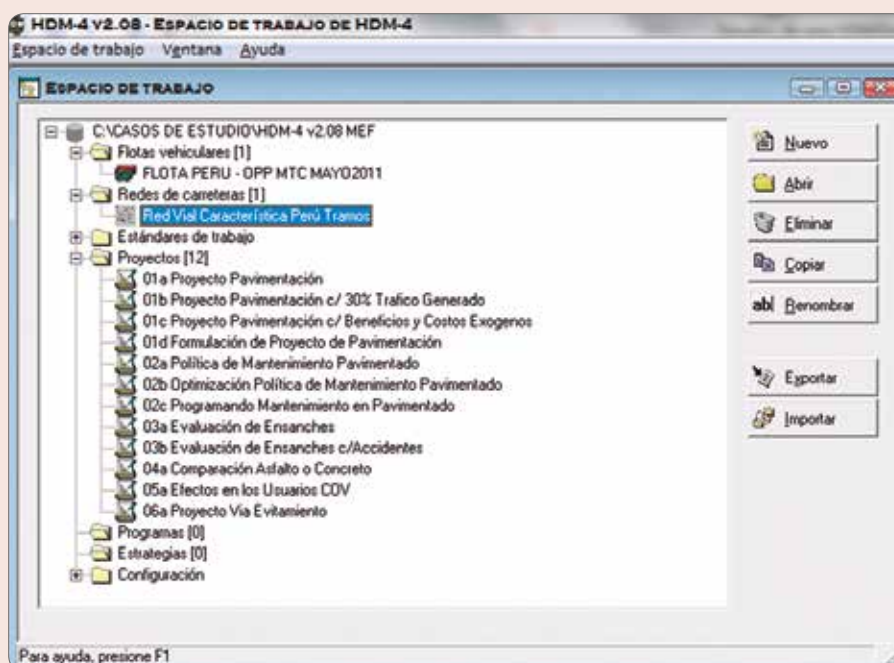 HDM-4 v2.08 - Espacio de trabajo de HDM-4
Espacio de trabajo Ventana Ayuda
Espacio de trabajo
C:\CASOS DE ESTUDIO\HDM-4 v2.08 MEF
Flotas vehiculares [1]
FLOTA PERU - OPP MTC MAYO2011
Redes de carreteras [1]
Red Vial Característica Perú Tramos
Estándares de trabajo
Proyectos [12]
01a Proyecto Pavimentación
01b Proyecto Pavimentación c/ 30% Trafico Generado
01c Proyecto Pavimentación c/ Beneficios y Costos Exogenos
01d Formulación de Proyecto de Pavimentación
02a Política de Mantenimiento Pavimentado
02b Optimización Política de Mantenimiento Pavimentado
02c Programando Mantenimiento en Pavimentado
03a Evaluación de Ensanches
03b Evaluación de Ensanches c/Accidentes
04a Comparación Asfalto o Concreto
05a Efectos en los Usuarios COV
06a Proyecto Via Evitamiento
Programas [0]
Estrategias [0]
Configuración
Nuevo
Abrir
Eliminar
Copiar
abl Renombrar
Exportar
Importar
Para ayuda, presione F1